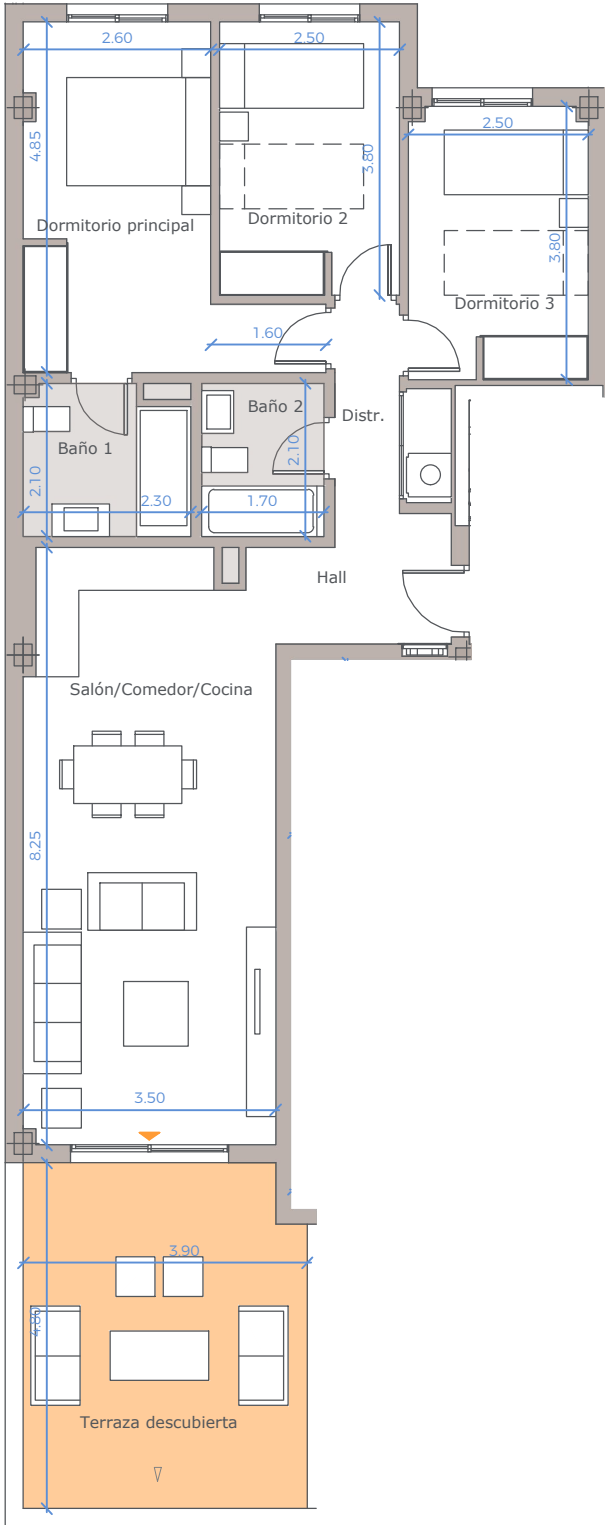 2.60
2.50
2.50
4.85
3.80
3.80
Dormitorio principal
Dormitorio 2
Dormitorio 3
1.60
Baño 2
Distr.
Baño 1
2.10
2.10
2.30
1.70
Hall
Salón/Comedor/Cocina
8.25
3.50
3.90
4.80
Terraza descubierta